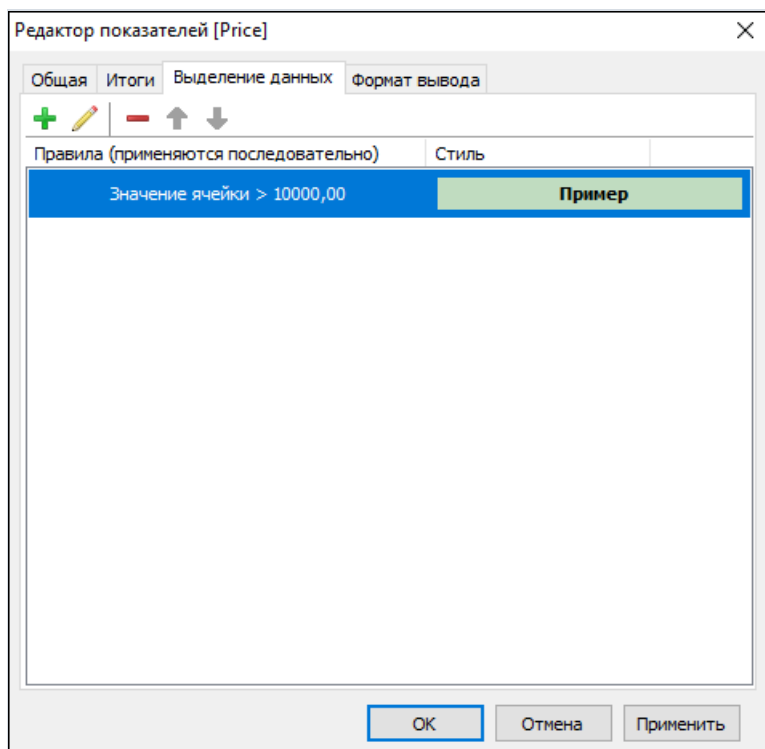 Редактор показателей [Price]
Общая Итоги Выделение данных Формат вывода
Правила (применяются последовательно) Стиль
Значение ячейки > 10000,00 Пример
OK Отмена Применить